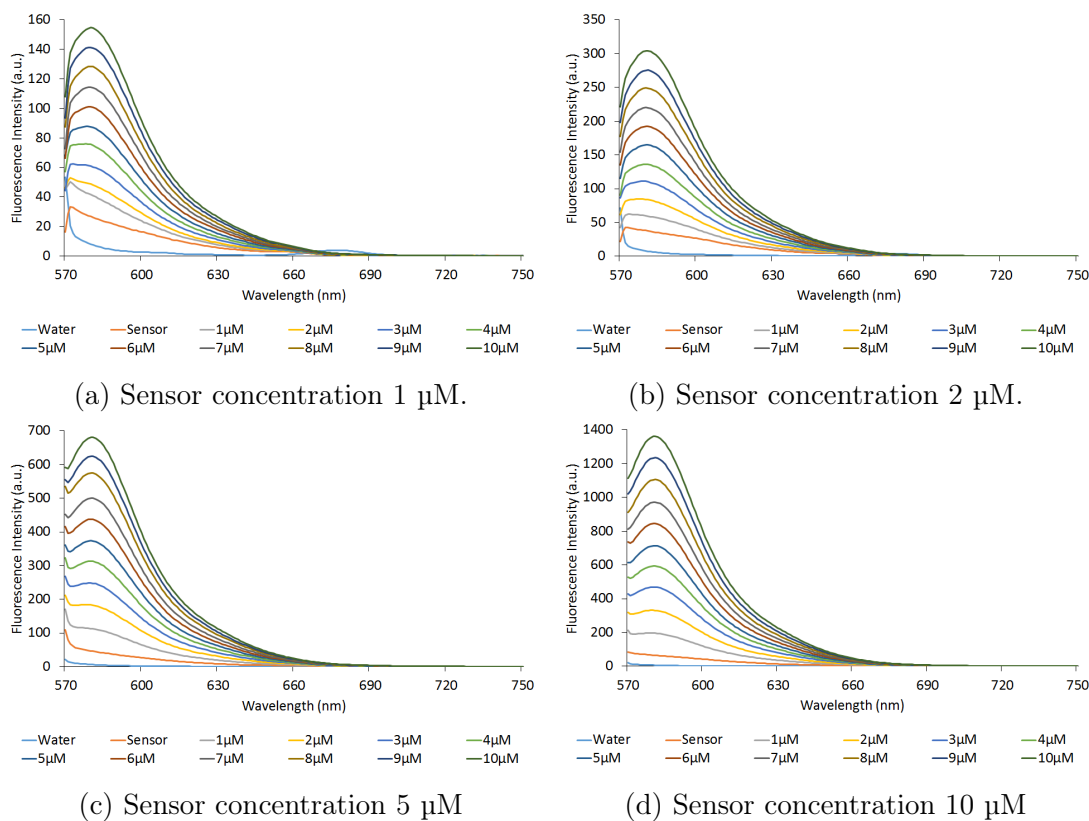 Fluorescence Intensity (a.u.)
160
140
120
100
80
60
40
20
0
570 600 630 660 690 720 750
Wavelength (nm)
Water Sensor 1µM 2µM 3µM 4µM
5µM 6µM 7µM 8µM 9µM 10µM
(a) Sensor concentration 1 µM.
Fluorescence Intensity (a.u.)
350
300
250
200
150
100
50
0
570 600 630 660 690 720 750
Wavelength (nm)
Water Sensor 1µM 2µM 3µM 4µM
5µM 6µM 7µM 8µM 9µM 10µM
(b) Sensor concentration 2 µM.
Fluorescence Intensity (a.u.)
700
600
500
400
300
200
100
0
570 600 630 660 690 720 750
Wavelength (nm)
Water Sensor 1µM 2µM 3µM 4µM
5µM 6µM 7µM 8µM 9µM 10µM
(c) Sensor concentration 5 µM
Fluorescence Intensity (a.u.)
1400
1200
1000
800
600
400
200
0
570 600 630 660 690 720 750
Wavelength (nm)
Water Sensor 1µM 2µM 3µM 4µM
5µM 6µM 7µM 8µM 9µM 10µM
(d) Sensor concentration 10 µM